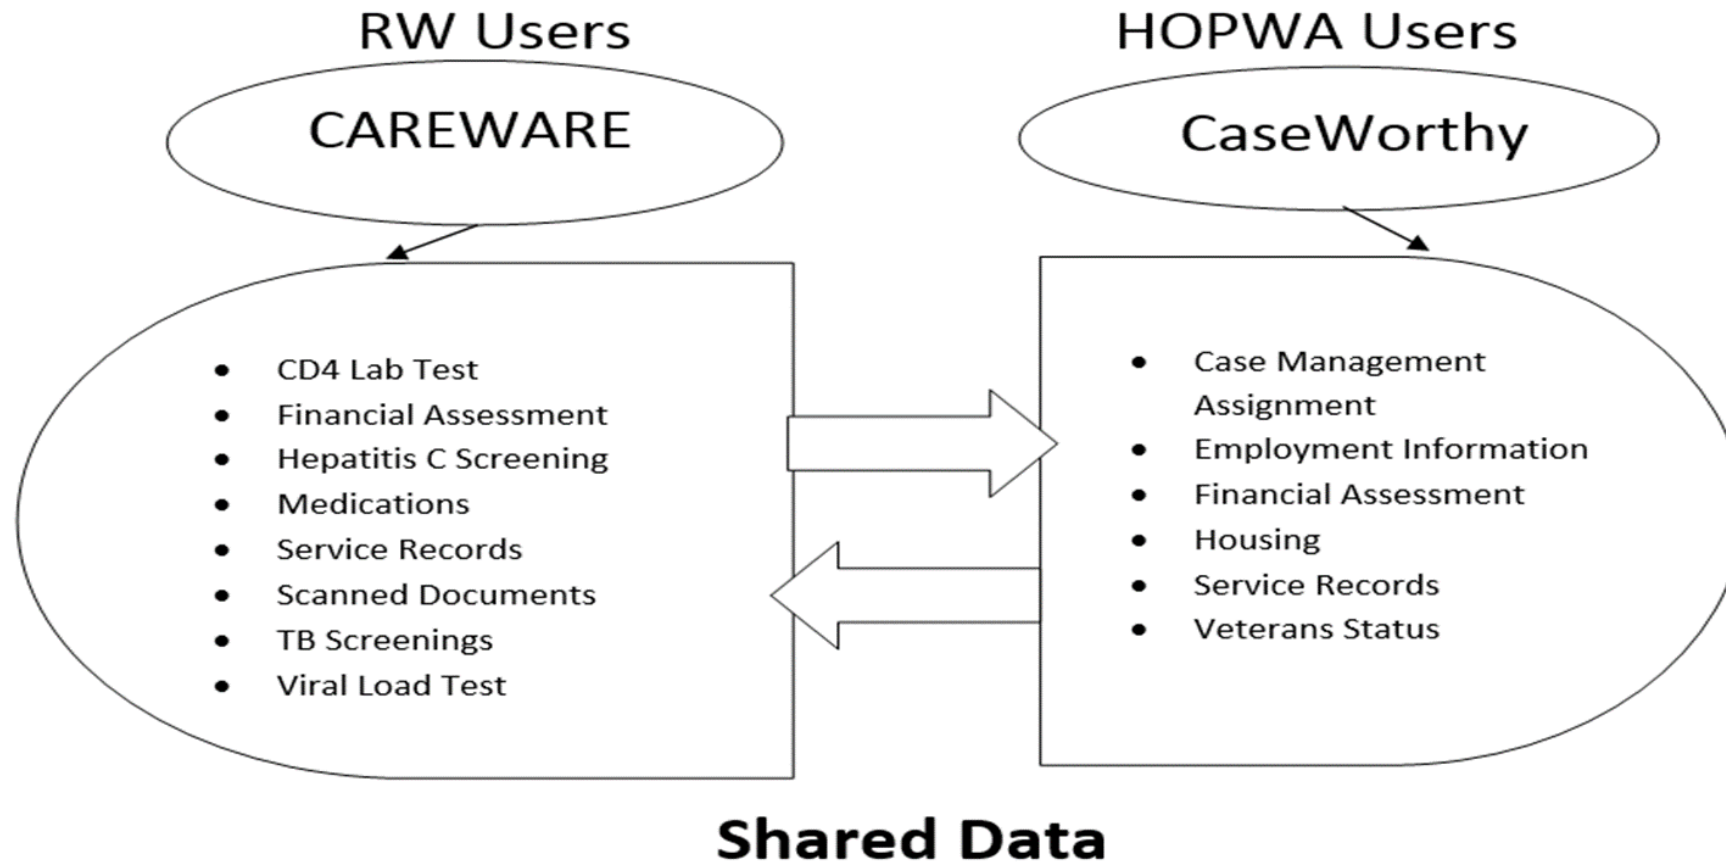 RW Users
CAREWARE
• CD4 Lab Test
• Financial Assessment
• Hepatitis C Screening
• Medications
• Service Records
• Scanned Documents
• TB Screenings
• Viral Load Test
HOPWA Users
CaseWorthy
• Case Management
Assignment
• Employment Information
• Financial Assessment
• Housing
• Service Records
• Veterans Status
Shared Data